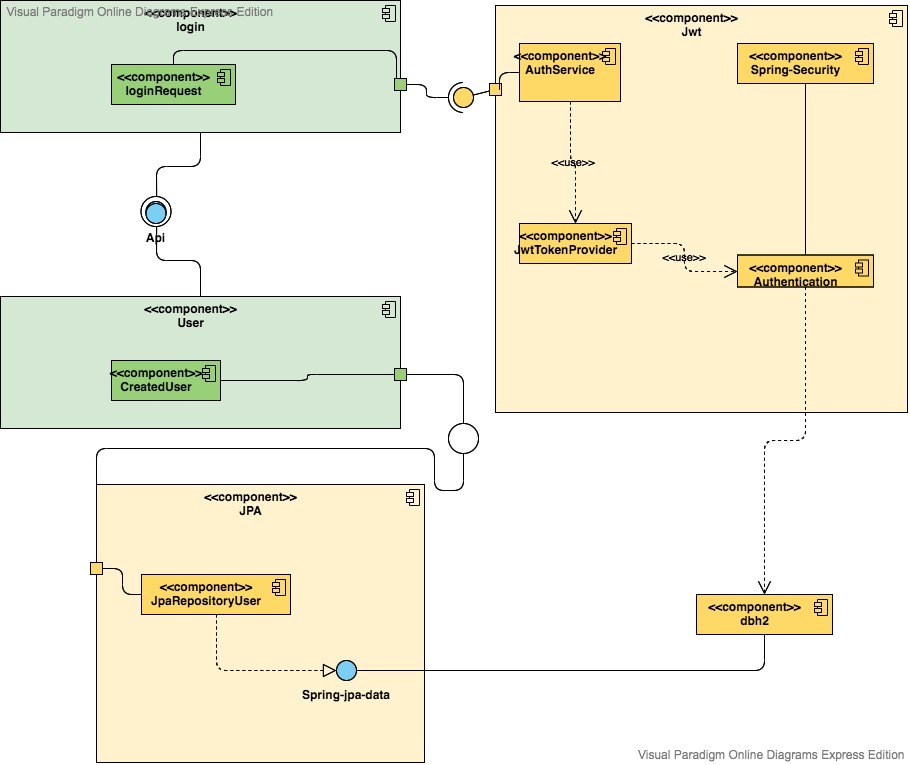 Visual Paradigm Online Diagrams Express Edition
<<component>>
login
<<component>>
loginRequest
<<component>>
Jwt
<<component>>
AuthService
<<component>>
Spring-Security
<<use>>
<<component>>
JwtTokenProvider
<<use>>
<<component>>
Authentication
Api
<<component>>
User
<<component>>
CreatedUser
<<component>>
JPA
<<component>>
JpaRepositoryUser
Spring-jpa-data
<<component>>
dbh2
Visual Paradigm Online Diagrams Express Edition